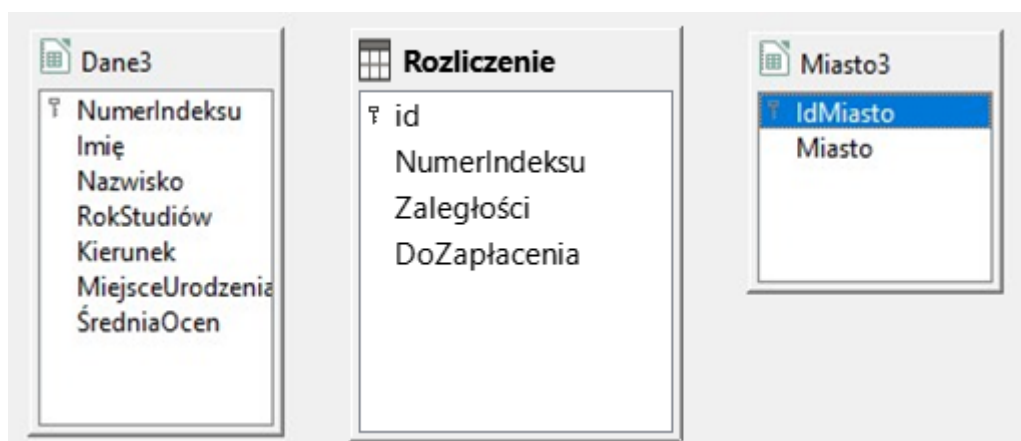 Dane3
NumerIndeksu
Imię
Nazwisko
RokStudiów
Kierunek
MiejsceUrodzenia
ŚredniaOcen
Rozliczenie
id
NumerIndeksu
Zaległości
DoZapłacenia
Miasto3
IdMiasto
Miasto